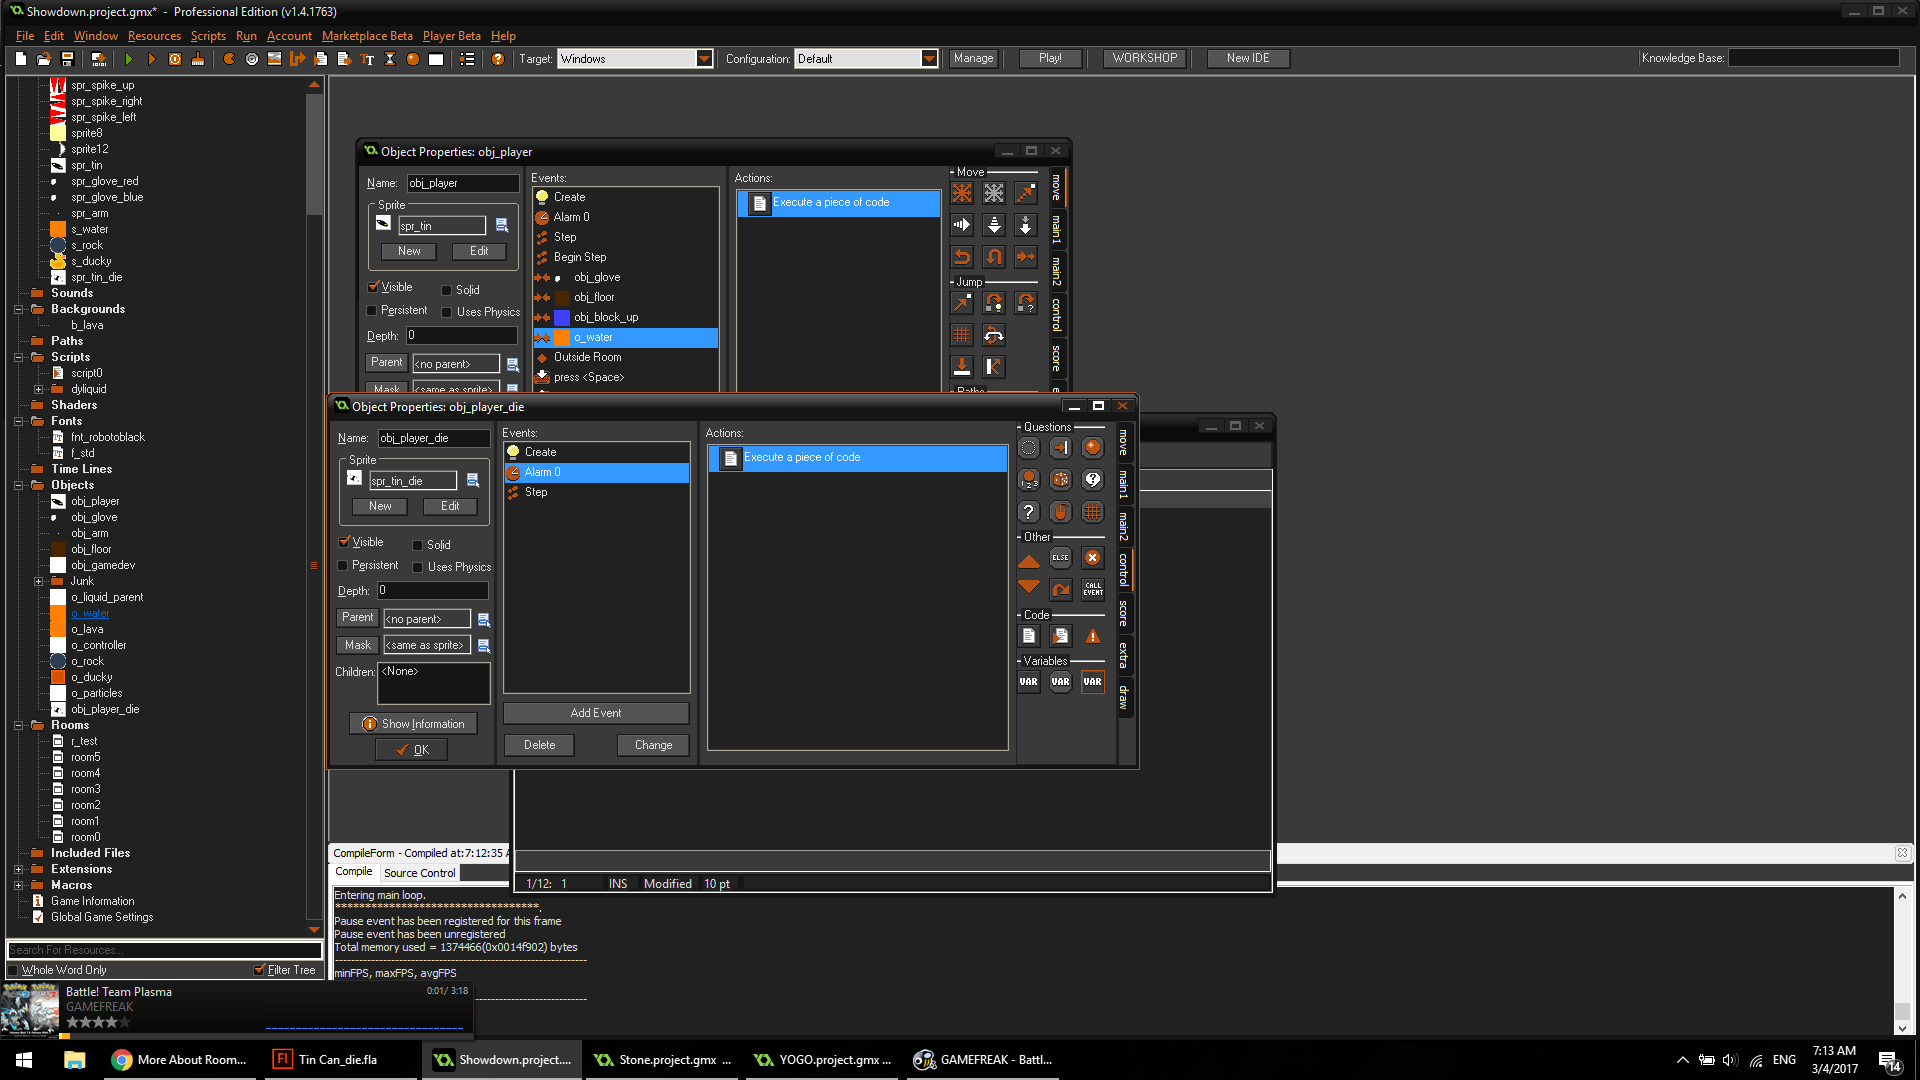 Showdown.project.gmx* - Professional Edition (v1.4.1763)
File Edit Window Resources Scripts Run Account Marketplace Beta Player Beta Help
Target: Windows Configuration: Default Manage Play! WORKSHOP New IDE Knowledge Base:
spr_spike_up
spr_spike_right
spr_spike_left
sprite8
sprite12
spr_tin
spr_glove_red
spr_glove_blue
spr_arm
s_water
s_rock
s_ducky
spr_tin_die
Sounds
Backgrounds
b_lava
Paths
Scripts
script0
dyliquid
Shaders
Fonts
fnt_robotoblack
f_std
Time Lines
Objects
obj_player
obj_glove
obj_arm
obj_floor
obj_gamedev
Junk
o_liquid_parent
o_water
o_lava
o_controller
o_rock
o_ducky
o_particles
obj_player_die
Rooms
r_test
room5
room4
room3
room2
room1
room0
Included Files
Extensions
Macros
Game Information
Global Game Settings
Search For Resources...
Whole Word Only Filter Tree
Object Properties: obj_player
Name: obj_player
Sprite
spr_tin
New Edit
Visible Solid
Persistent Uses Physics
Depth: 0
Parent <no parent>
Mask <same as sprite>
Events:
Create
Alarm 0
Step
Begin Step
obj_glove
obj_floor
obj_block_up
o_water
Outside Room
press <Space>
Actions:
Execute a piece of code
Move
Jump
Paths
move
main1
main2
control
score
Object Properties: obj_player_die
Name: obj_player_die
Sprite
spr_tin_die
New Edit
Visible Solid
Persistent Uses Physics
Depth: 0
Parent <no parent>
Mask <same as sprite>
Children: <None>
Show Information
OK
Events:
Create
Alarm 0
Step
Add Event
Delete Change
Actions:
Execute a piece of code
Questions
Other
ELSE
CALL EVENT
Code
Variables
VAR VAR VAR
move
main1
main2
control
score
extra
draw
1/12: 1 INS Modified 10 pt
CompileForm - Compiled at:7:12:35
Compile Source Control
Entering main loop.
**********************************.
Pause event has been registered for this frame
Pause event has been unregistered
Total memory used = 1374466(0x0014f902) bytes
minFPS, maxFPS, avgFPS
Battle! Team Plasma 0:01/ 3:18
GAMEFREAK
More About Room... Tin Can_die.fla Showdown.project.... Stone.project.gmx ... YOGO.project.gmx ... GAMEFREAK - Battl...
ENG
7:13 AM
3/4/2017
14